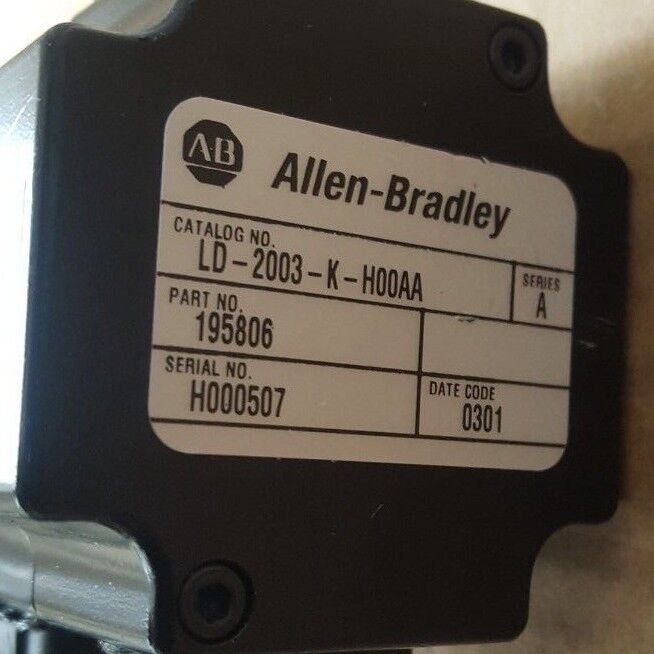 AB
Allen-Bradley
CATALOG NO.
LD-2003-K-H00AA
SERIES
A
PART NO.
195806
SERIAL NO.
H000507
DATE CODE
0301